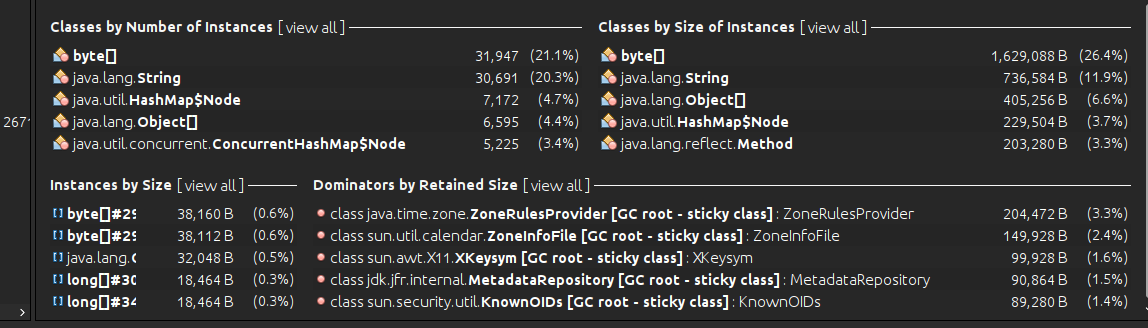 Classes by Number of Instances [ view all ]
byte[] 31,947 (21.1%)
java.lang.String 30,691 (20.3%)
java.util.HashMap$Node 7,172 (4.7%)
java.lang.Object[] 6,595 (4.4%)
java.util.concurrent.ConcurrentHashMap$Node 5,225 (3.4%)
Classes by Size of Instances [ view all ]
byte[] 1,629,088 B (26.4%)
java.lang.String 736,584 B (11.9%)
java.lang.Object[] 405,256 B (6.6%)
java.util.HashMap$Node 229,504 B (3.7%)
java.lang.reflect.Method 203,280 B (3.3%)
267
Instances by Size [ view all ]
byte[]#29 38,160 B (0.6%)
byte[]#29 38,112 B (0.6%)
java.lang. 32,048 B (0.5%)
long[]#30 18,464 B (0.3%)
long[]#34 18,464 B (0.3%)
Dominators by Retained Size [ view all ]
class java.time.zone.ZoneRulesProvider [GC root - sticky class] : ZoneRulesProvider 204,472 B (3.3%)
class sun.util.calendar.ZoneInfoFile [GC root - sticky class] : ZoneInfoFile 149,928 B (2.4%)
class sun.awt.X11.XKeysym [GC root - sticky class] : XKeysym 99,928 B (1.6%)
class jdk.jfr.internal.MetadataRepository [GC root - sticky class] : MetadataRepository 90,864 B (1.5%)
class sun.security.util.KnownOIDs [GC root - sticky class] : KnownOIDs 89,280 B (1.4%)